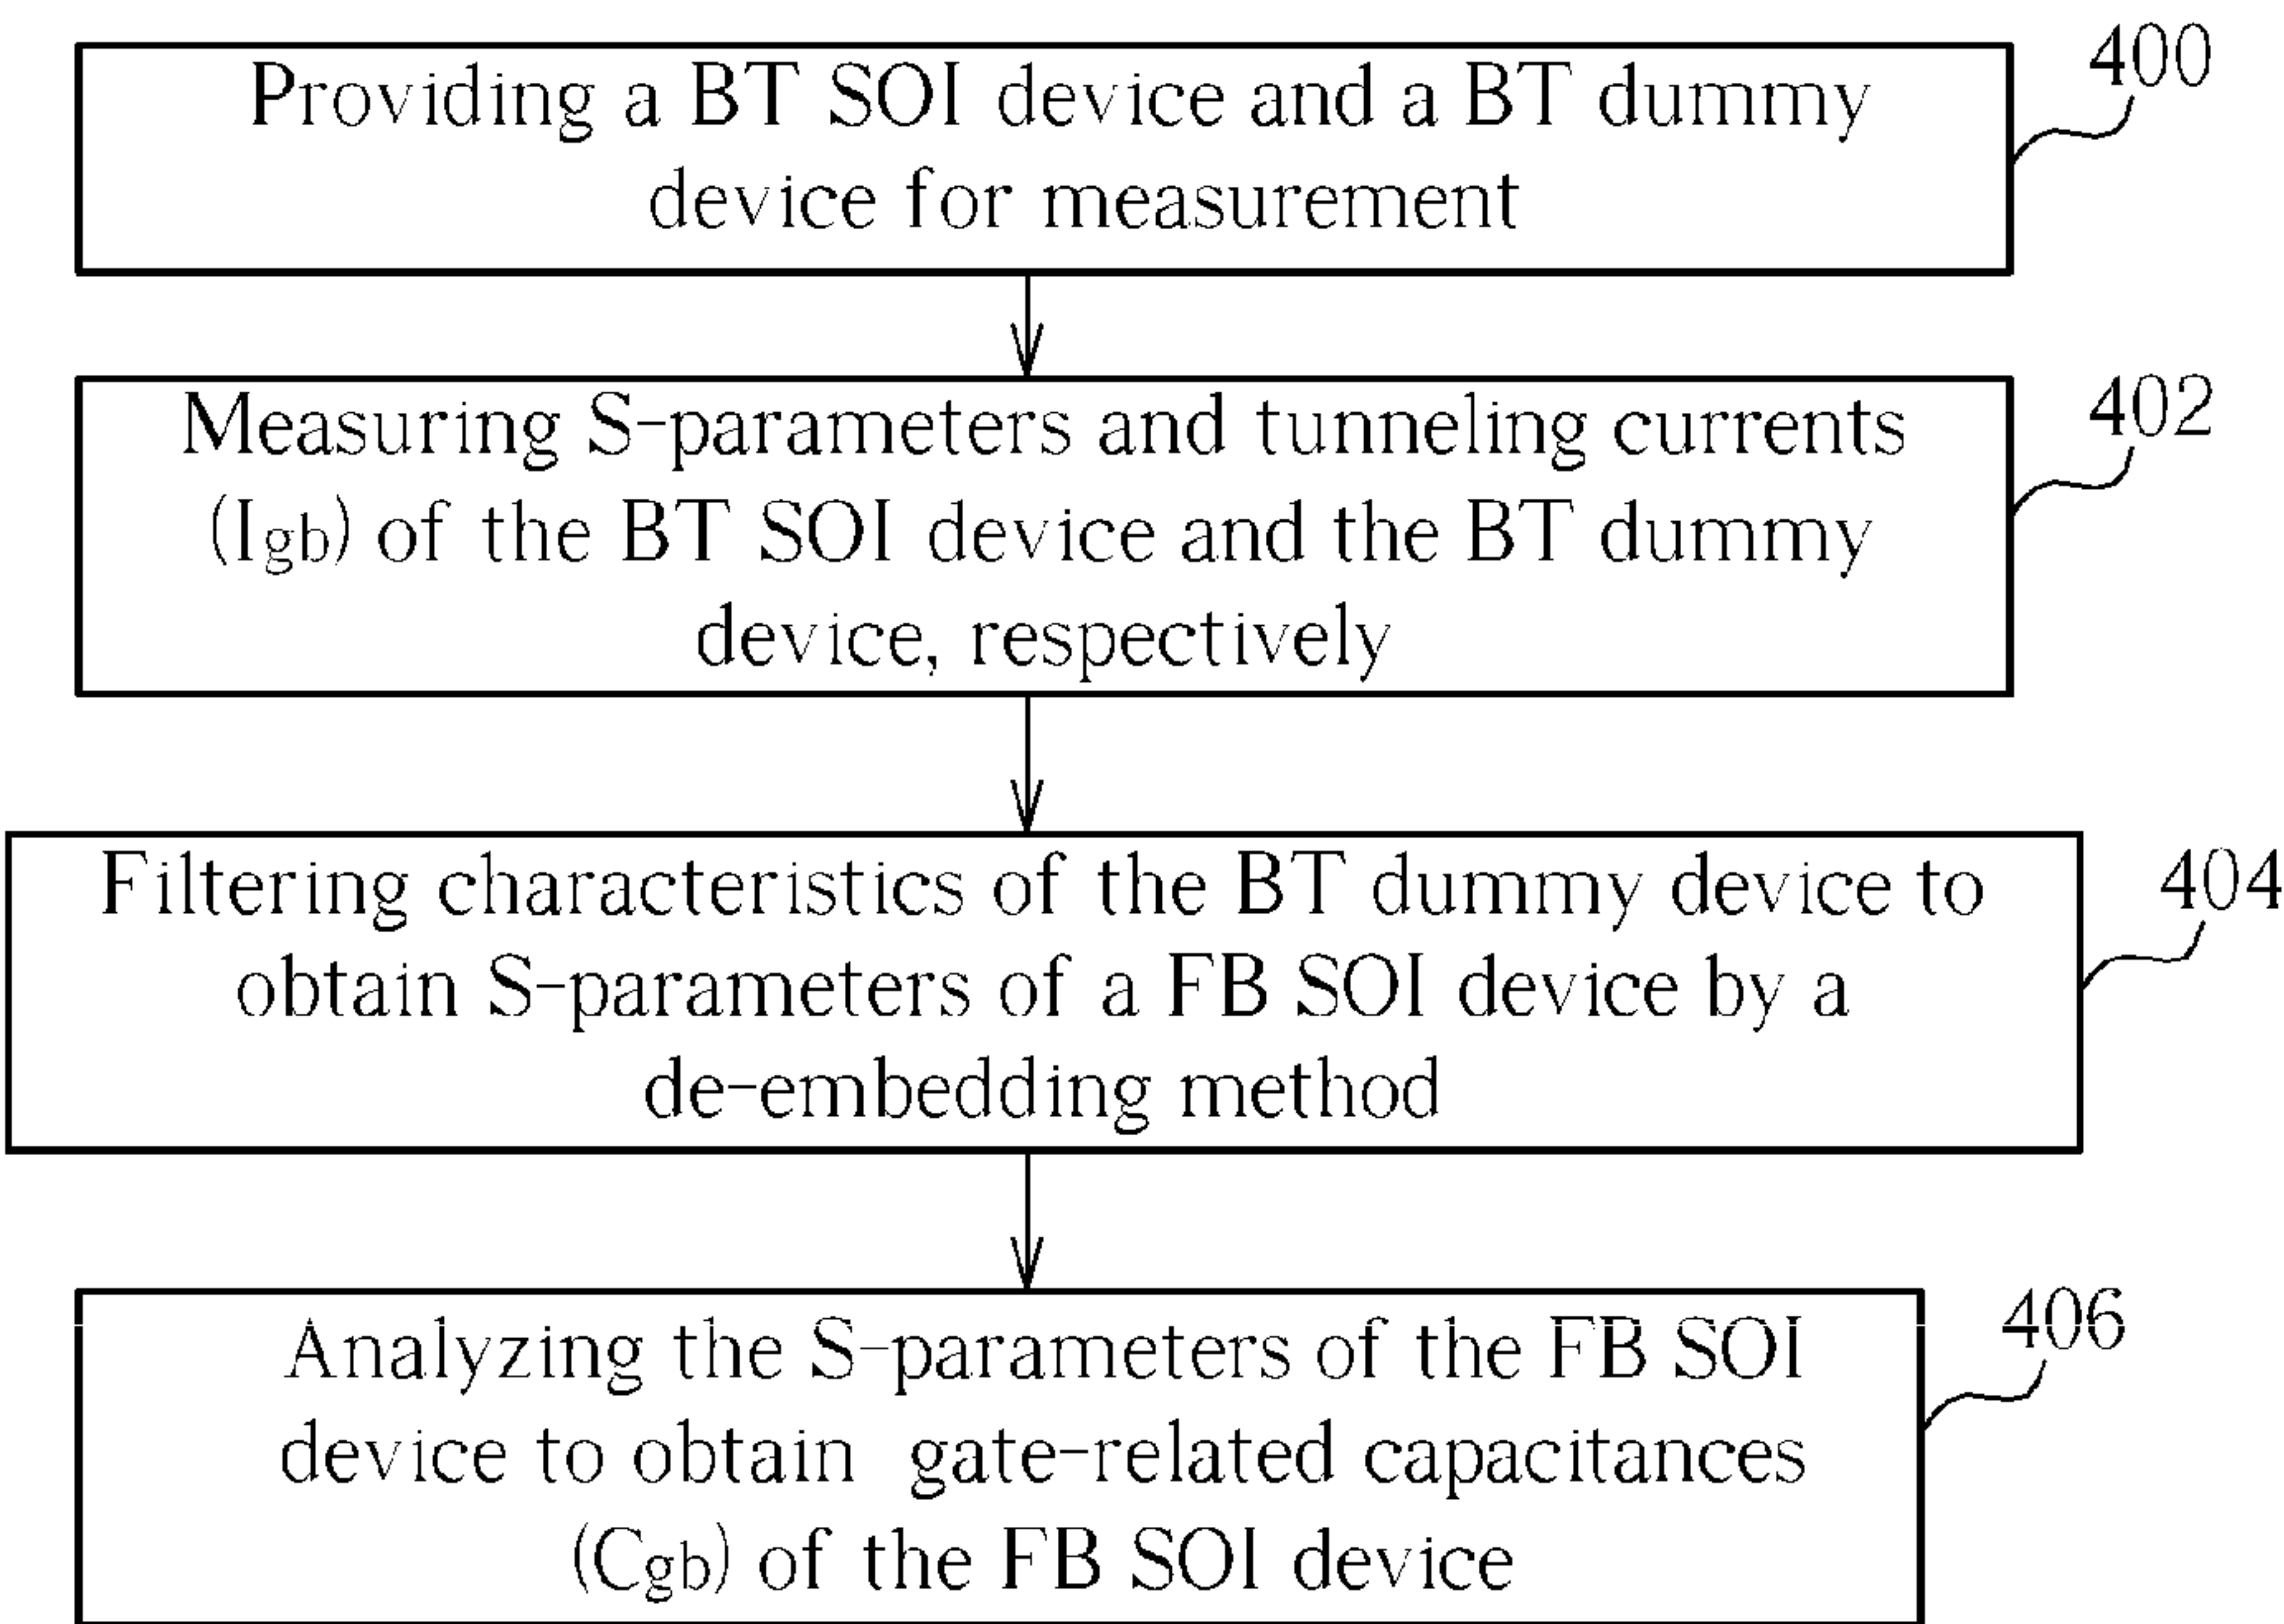 Providing a BT SOI device and a BT dummy
device for measurement
400
Measuring S-parameters and tunneling currents
(Igb) of the BT SOI device and the BT dummy
device, respectively
402
Filtering characteristics of the BT dummy device to
obtain S-parameters of a FB SOI device by a
de-embedding method
404
Analyzing the S-parameters of the FB SOI
device to obtain gate-related capacitances
(Cgb) of the FB SOI device
406